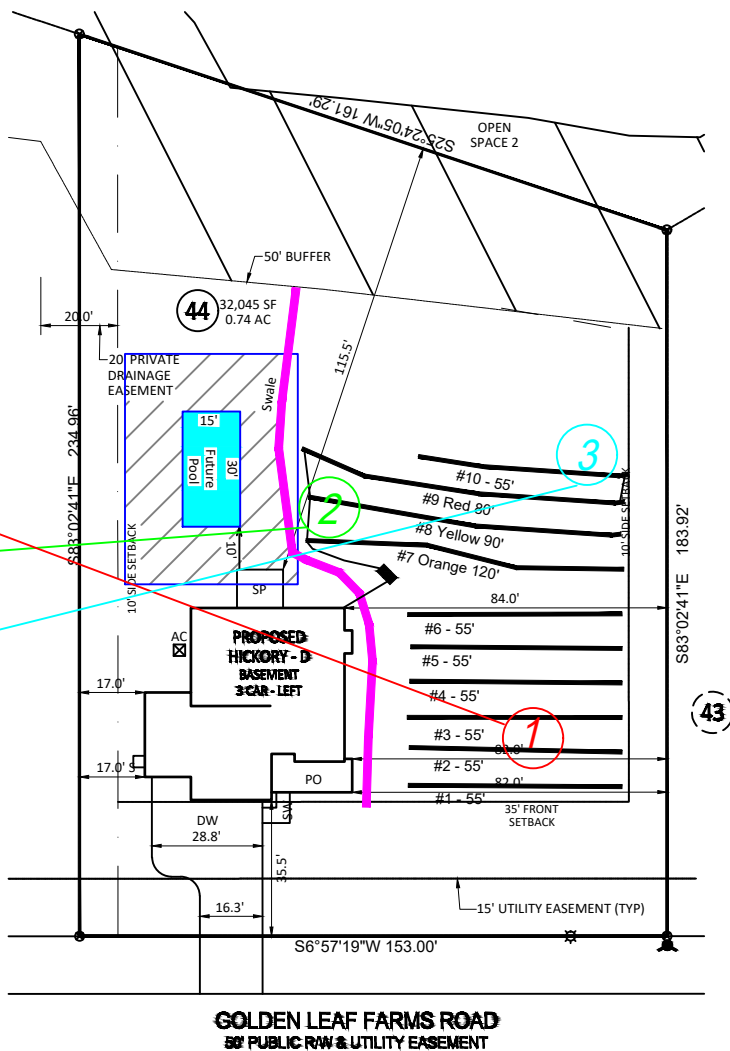 S25°24'05"W 161.29'
OPEN
SPACE 2
50' BUFFER
44
32,045 SF
0.74 AC
20.0'
20' PRIVATE
DRAINAGE
EASEMENT
115.5'
Swale
15'
30'
Future
Pool
S83°02'41"E 234.96'
10' SIDE SETBACK
10'
3
#10 - 55'
#9 Red 80'
2
#8 Yellow 90'
#7 Orange 120'
10' SIDE SETBACK
S83°02'41"E 183.92'
SP
84.0'
AC
PROPOSED
HICKORY - D
BASEMENT
3 CAR - LEFT
#6 - 55'
#5 - 55'
#4 - 55'
#3 - 55'
1
#2 - 55'
82.0'
82.0'
#1 - 55'
43
17.0'
17.0' S
PO
SW
DW
28.8'
35' FRONT
SETBACK
35.5'
16.3'
15' UTILITY EASEMENT (TYP)
S6°57'19"W 153.00'
GOLDEN LEAF FARMS ROAD
50' PUBLIC R/W & UTILITY EASEMENT